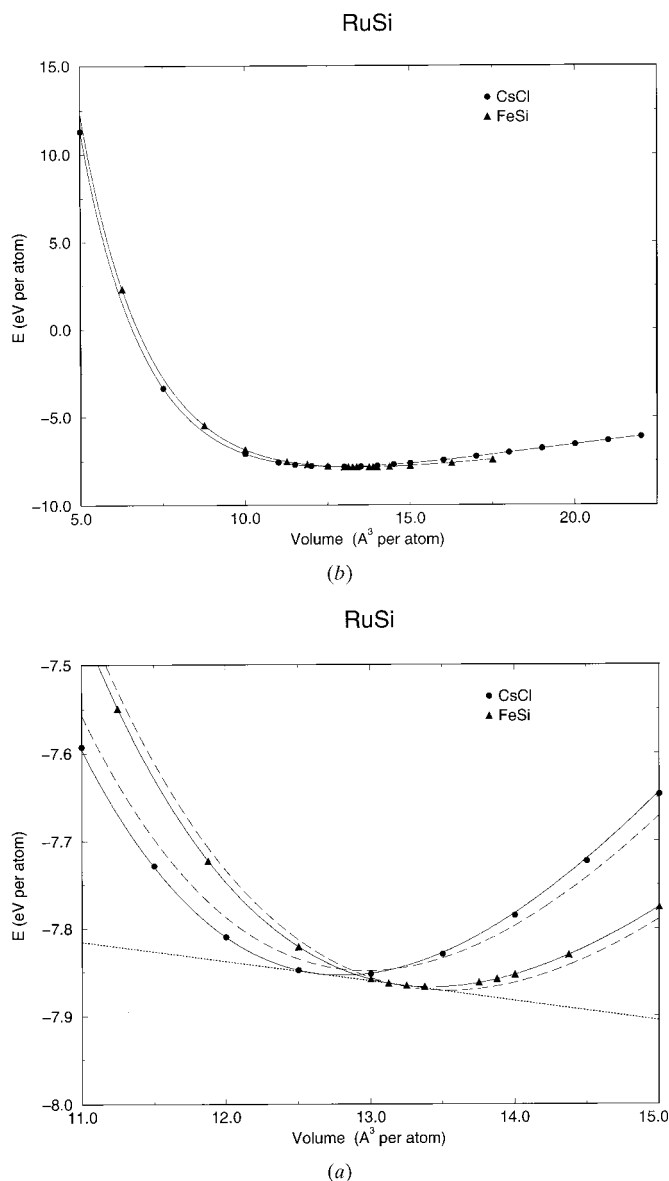 RuSi
15.0
10.0
5.0
0.0
−5.0
−10.0
E (eV per atom)
CsCl
FeSi
5.0 10.0 15.0 20.0
Volume (A³ per atom)
(b)
RuSi
−7.5
−7.6
−7.7
−7.8
−7.9
−8.0
E (eV per atom)
CsCl
FeSi
11.0 12.0 13.0 14.0 15.0
Volume (A³ per atom)
(a)